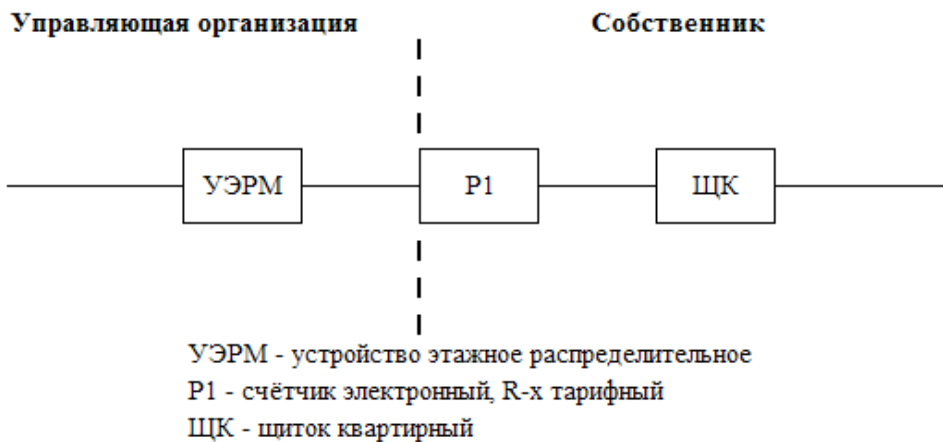 Управляющая организация
Собственник
УЭРМ
Р1
ЩК
УЭРМ - устройство этажное распределительное
Р1 - счётчик электронный, R-х тарифный
ЩК - щиток квартирный